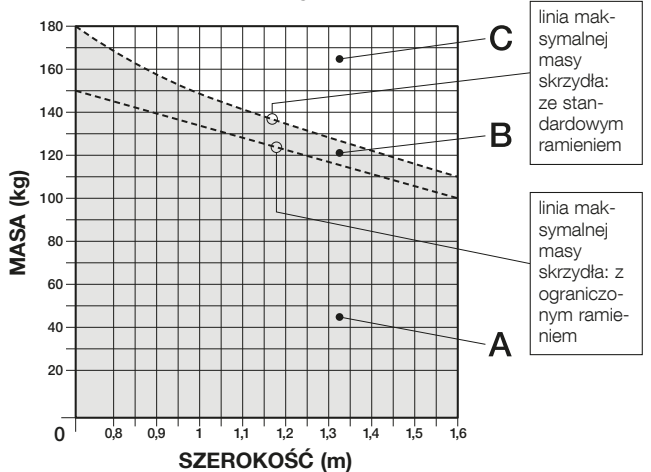 180
160
140
120
100
80
60
40
20
0
MASA (kg)
0,8 0,9 1 1,1 1,2 1,3 1,4 1,5 1,6
SZEROKOŚĆ (m)
C
B
A
linia mak-
symalnej
masy
skrzydła:
ze stan-
dardowym
ramieniem
linia mak-
symalnej
masy
skrzydła: z
ograniczo-
nym ramie-
niem